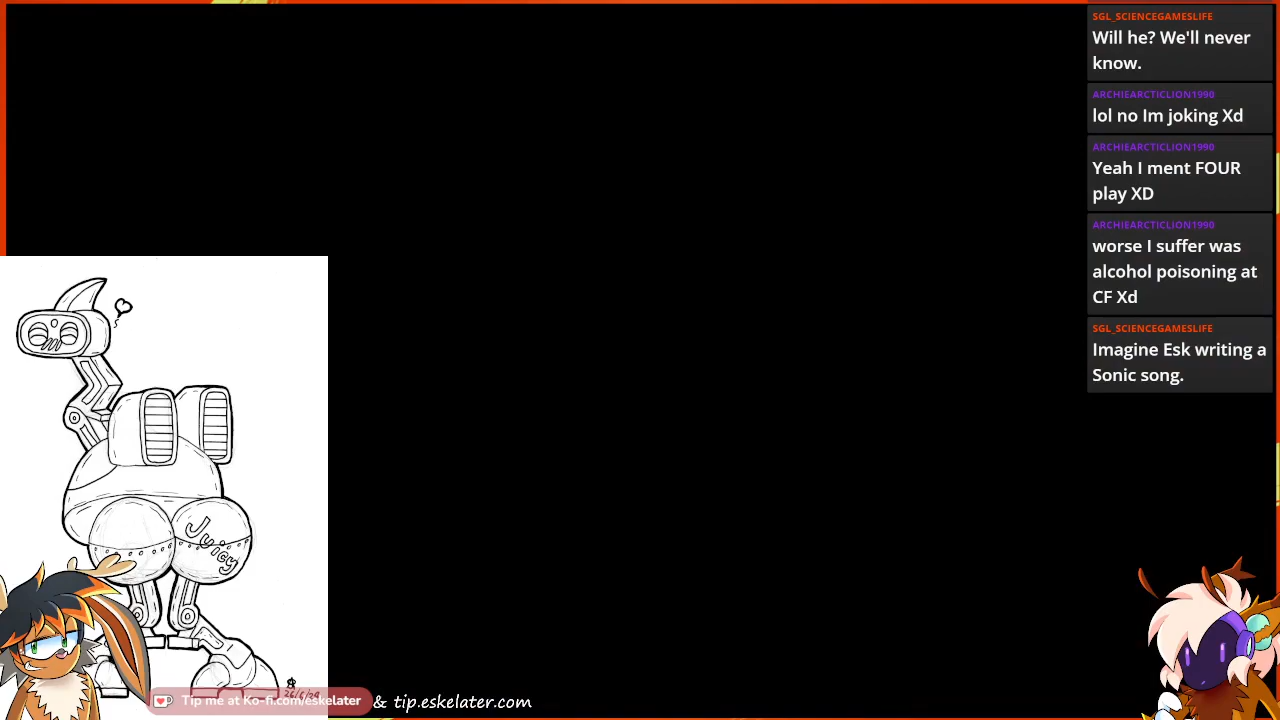 SGL_SCIENCEGAMESLIFE
Will he? We'll never
know.
ARCHIEARCTICLION1990
lol no Im joking Xd
ARCHIEARCTICLION1990
Yeah I ment FOUR
play XD
ARCHIEARCTICLION1990
worse I suffer was
alcohol poisoning at
CF Xd
SGL_SCIENCEGAMESLIFE
Imagine Esk writing a
Sonic song.
Juicy
Tip me at Ko-fi.com/eskelater & tip.eskelater.com